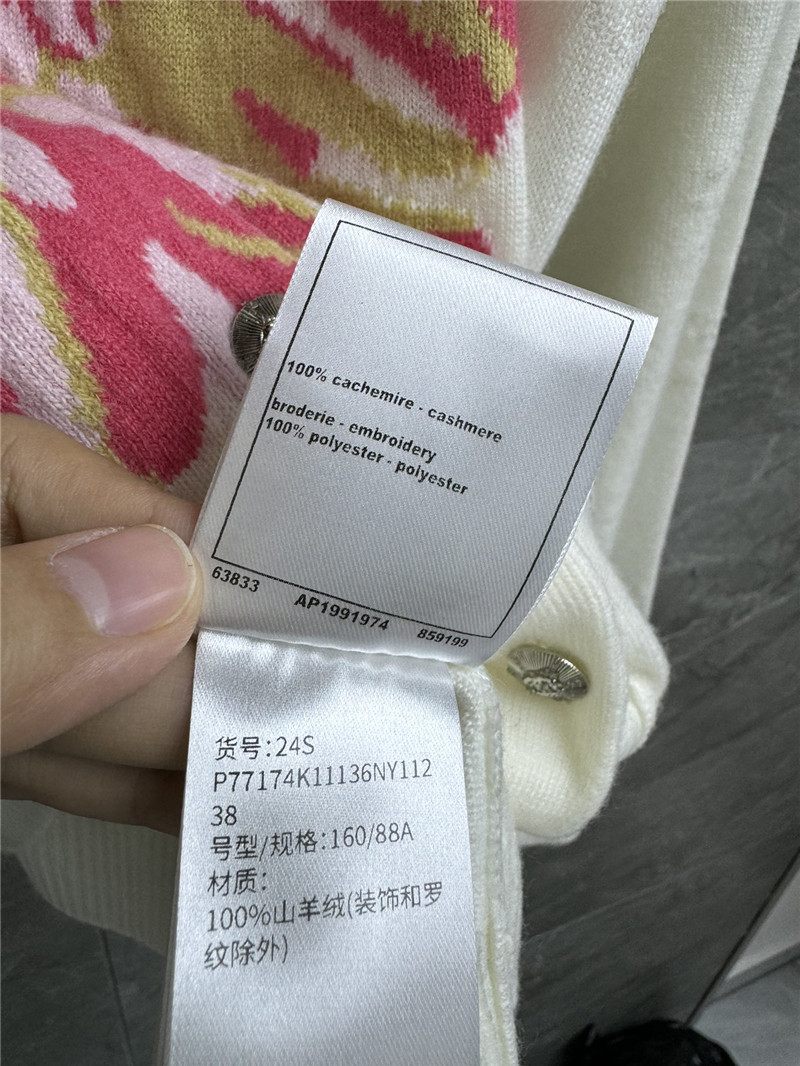 100% cachemire - cashmere
broderie - embroidery
100% polyester - polyester
63833 AP1991974 859199
货号:24S
P77174K11136NY112
38
号型/规格:160/88A
材质:
100%山羊绒(装饰和罗
纹除外)